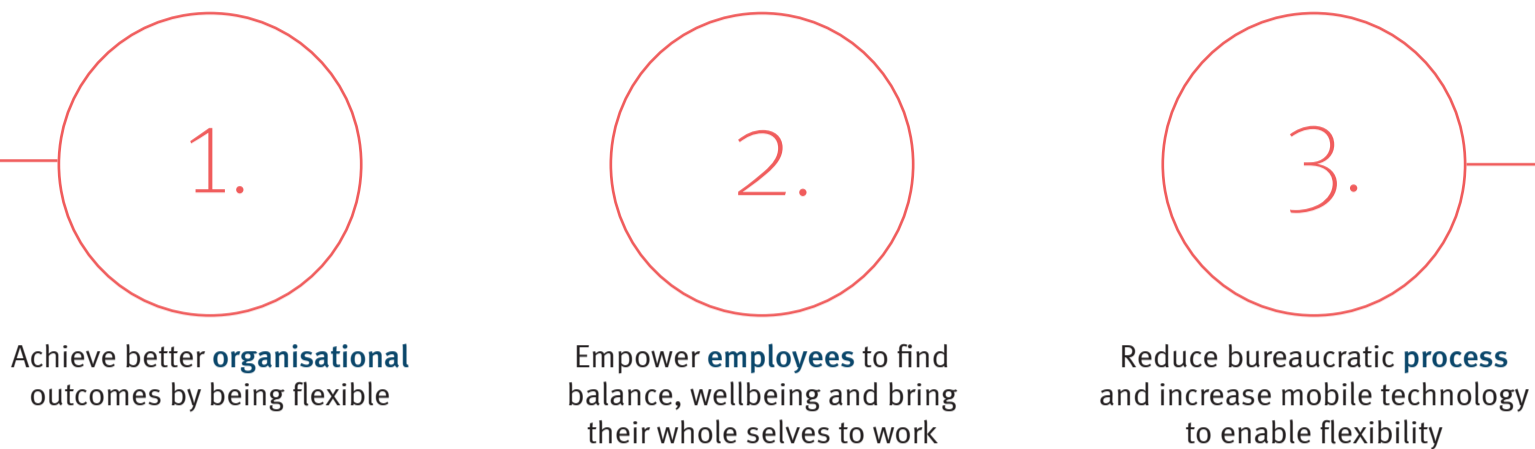 1.
Achieve better organisational
outcomes by being flexible
2.
Empower employees to find
balance, wellbeing and bring
their whole selves to work
3.
Reduce bureaucratic process
and increase mobile technology
to enable flexibility